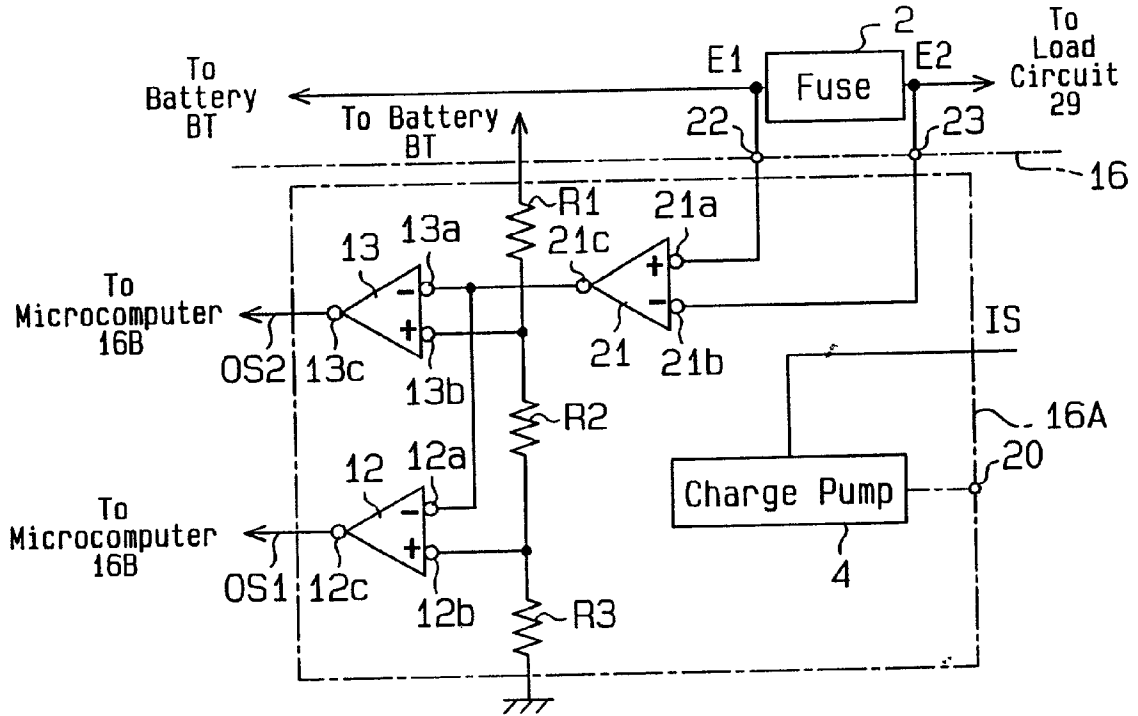 2
To
Load
Circuit
29
E1
Fuse
E2
To
Battery
BT
To Battery
BT
22
23
16
R1
21a
13
13a
21c
+
-
-
+
To
Microcomputer
16B
OS2
13c
13b
21
21b
IS
R2
16A
12
12a
20
-
+
Charge Pump
To
Microcomputer
16B
OS1
12c
12b
4
R3